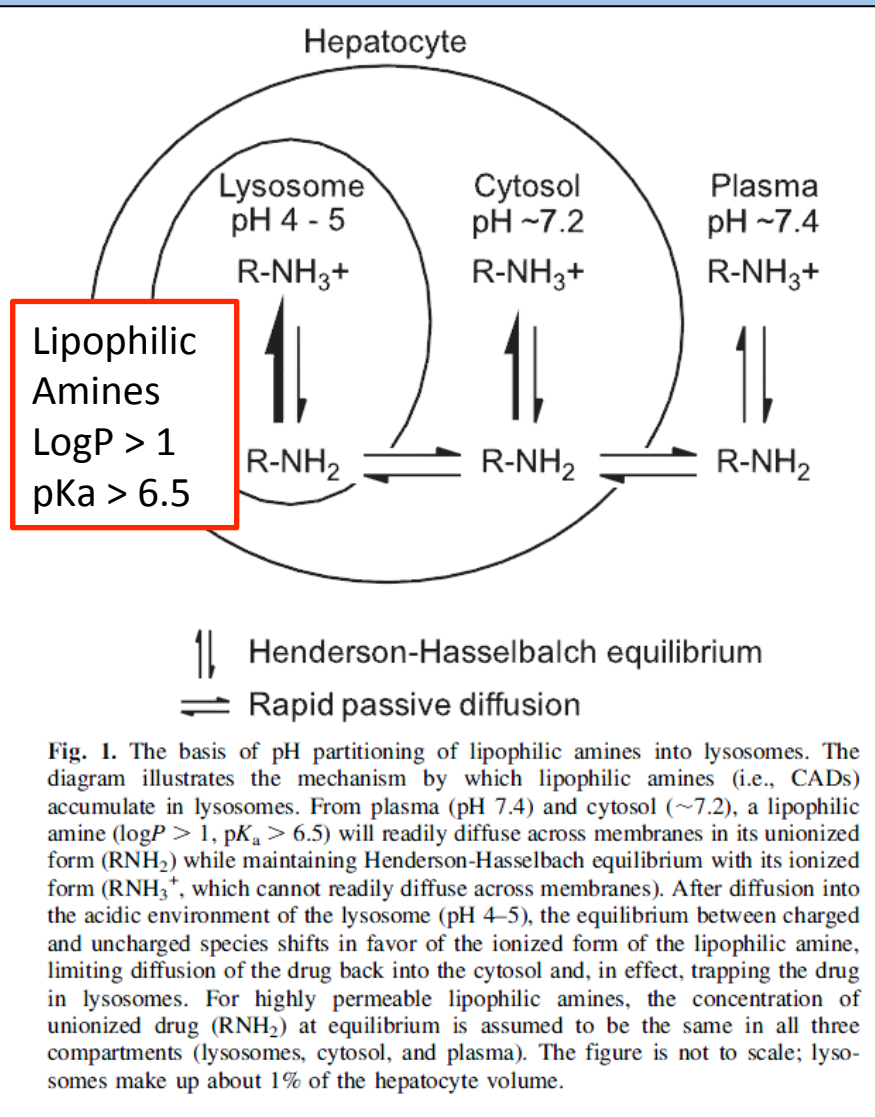 Hepatocyte
Lysosome Cytosol Plasma
pH 4 - 5 pH ~7.2 pH ~7.4
R-NH₃+ R-NH₃+ R-NH₃+
Lipophilic
Amines
LogP > 1
pKa > 6.5
R-NH₂ R-NH₂ R-NH₂
Henderson-Hasselbalch equilibrium
Rapid passive diffusion
Fig. 1. The basis of pH partitioning of lipophilic amines into lysosomes. The
diagram illustrates the mechanism by which lipophilic amines (i.e., CADs)
accumulate in lysosomes. From plasma (pH 7.4) and cytosol (~7.2), a lipophilic
amine (logP > 1, pKₐ > 6.5) will readily diffuse across membranes in its unionized
form (RNH₂) while maintaining Henderson-Hasselbach equilibrium with its ionized
form (RNH₃⁺, which cannot readily diffuse across membranes). After diffusion into
the acidic environment of the lysosome (pH 4–5), the equilibrium between charged
and uncharged species shifts in favor of the ionized form of the lipophilic amine,
limiting diffusion of the drug back into the cytosol and, in effect, trapping the drug
in lysosomes. For highly permeable lipophilic amines, the concentration of
unionized drug (RNH₂) at equilibrium is assumed to be the same in all three
compartments (lysosomes, cytosol, and plasma). The figure is not to scale; lyso-
somes make up about 1% of the hepatocyte volume.